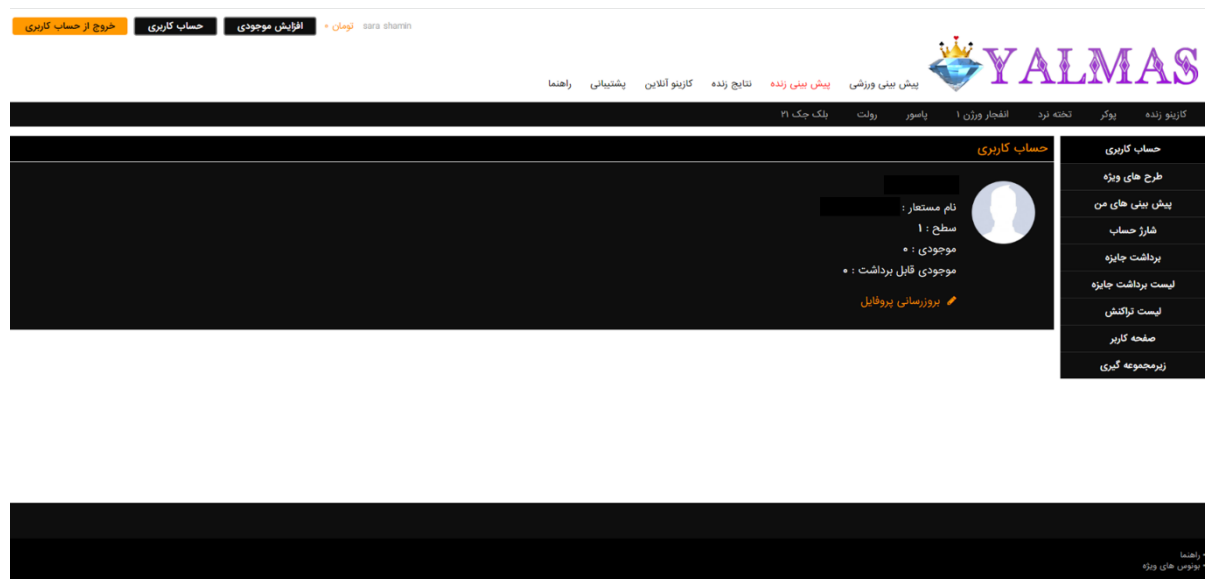 خروج از حساب کاربری حساب کاربری افزایش موجودی ۰ تومان sara shamin
YALMAS
پیش بینی ورزشی پیش بینی زنده نتایج زنده کازینو آنلاین پشتیبانی راهنما
کازینو زنده پوکر تخته نرد انفجار ورژن ۱ پاسور رولت بلک جک ۲۱
حساب کاربری
طرح های ویژه
پیش بینی های من
شارژ حساب
برداشت جایزه
لیست برداشت جایزه
لیست تراکنش
صفحه کاربر
زیرمجموعه گیری
حساب کاربری
نام مستعار :
سطح : ۱
موجودی : ۰
موجودی قابل برداشت : ۰
بروزرسانی پروفایل
• راهنما
• بونوس های ویژه